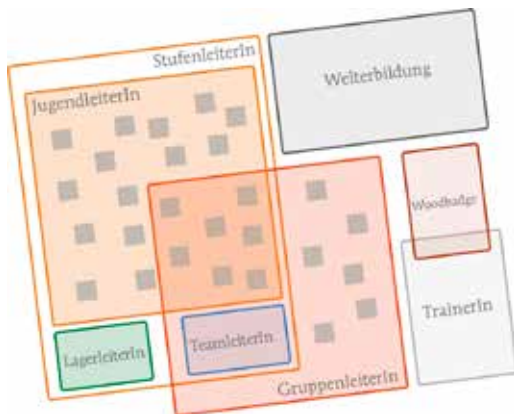 StufenleiterIn
Weiterbildung
JugendleiterIn
Woodbadge
TrainerIn
LagerleiterIn
TeamleiterIn
GruppenleiterIn